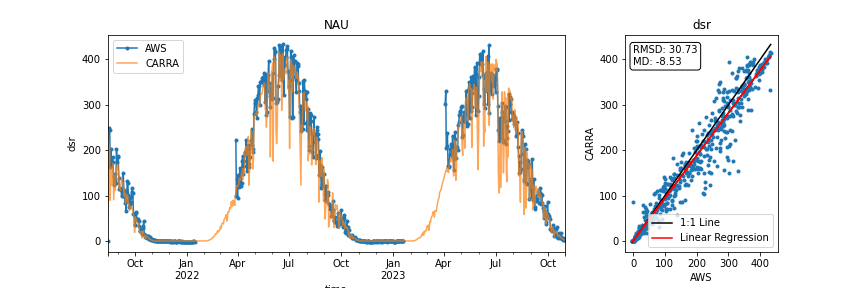 NAU
AWS
CARRA
dsr
400
300
200
100
0
Oct
Jan
2022
Apr
Jul
Oct
Jan
2023
Apr
Jul
Oct
time
dsr
RMSD: 30.73
MD: -8.53
CARRA
400
300
200
100
0
1:1 Line
Linear Regression
0
100
200
300
400
AWS